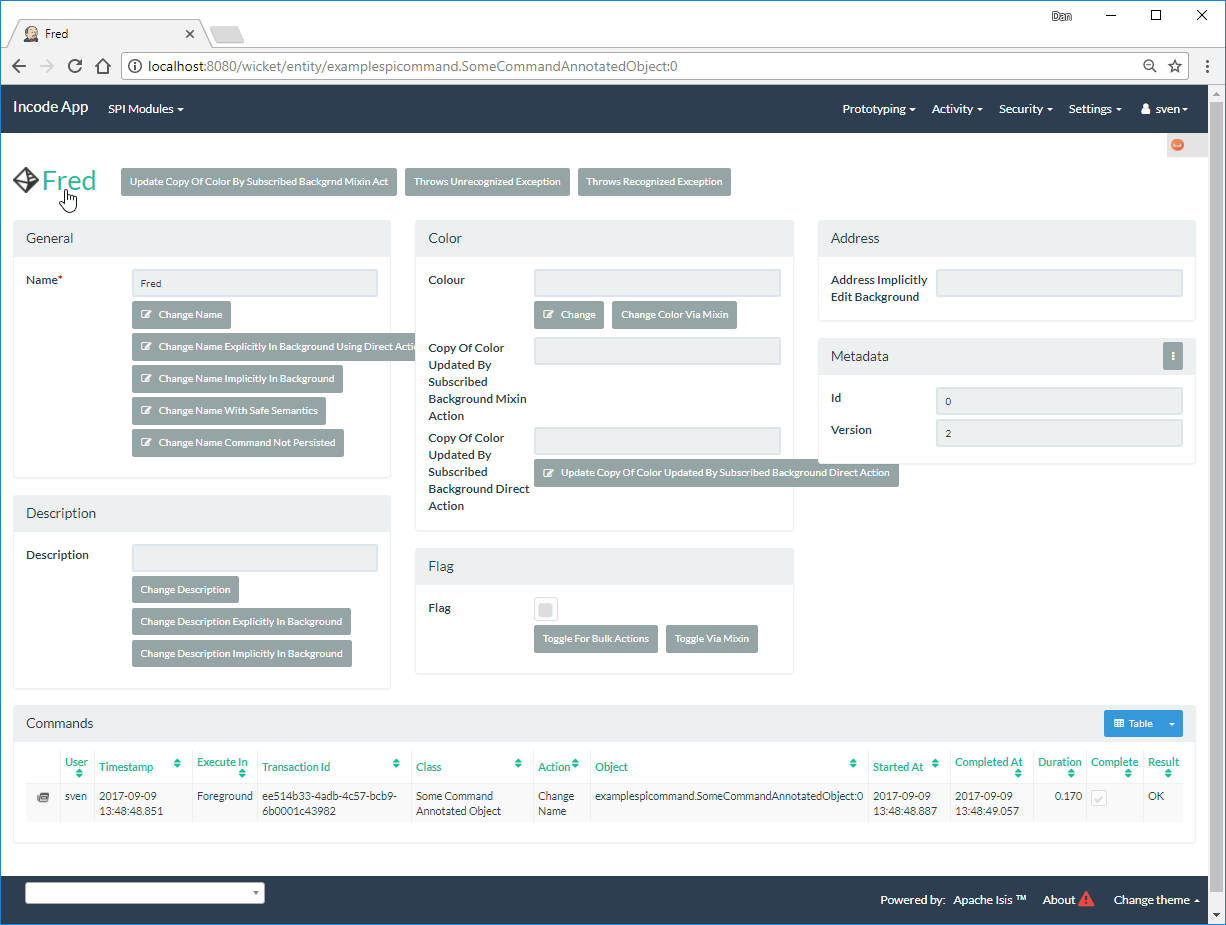 Dan
Fred
localhost:8080/wicket/entity/examplespicommand.SomeCommandAnnotatedObject:0
Incode App
SPI Modules
Prototyping
Activity
Security
Settings
sven
Fred
Update Copy Of Color By Subscribed Backgrnd Mixin Act
Throws Unrecognized Exception
Throws Recognized Exception
General
Name*
Fred
Change Name
Change Name Explicitly In Background Using Direct Actio
Change Name Implicitly In Background
Change Name With Safe Semantics
Change Name Command Not Persisted
Description
Description
Change Description
Change Description Explicitly In Background
Change Description Implicitly In Background
Color
Colour
Change
Change Color Via Mixin
Copy Of Color
Updated By
Subscribed
Background Mixin
Action
Copy Of Color
Updated By
Subscribed
Background Direct
Action
Update Copy Of Color Updated By Subscribed Background Direct Action
Flag
Flag
Toggle For Bulk Actions
Toggle Via Mixin
Address
Address Implicitly
Edit Background
Metadata
Id
0
Version
2
Commands
Table
User
Timestamp
Execute In
Transaction Id
Class
Action
Object
Started At
Completed At
Duration
Complete
Result
sven
2017-09-09
13:48:48.851
Foreground
ee514b33-4adb-4c57-bcb9-
6b0001c43982
Some Command
Annotated Object
Change
Name
examplespicommand.SomeCommandAnnotatedObject:0
2017-09-09
13:48:48.887
2017-09-09
13:48:49.057
0.170
OK
Powered by:
Apache Isis ™
About
Change theme